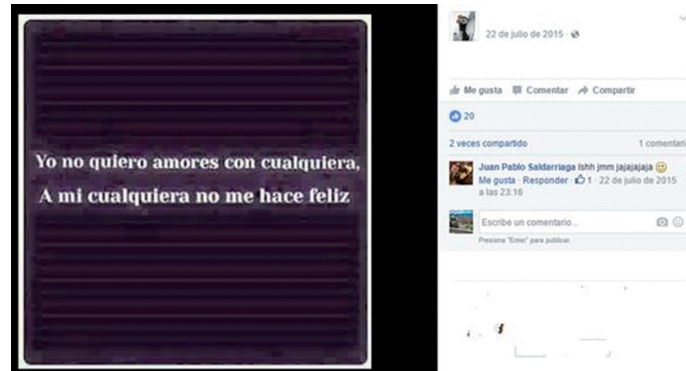 Yo no quiero amores con cualquiera,
A mi cualquiera no me hace feliz
22 de julio de 2015
Me gusta Comentar Compartir
20
2 veces compartido 1 comentari
Juan Pablo Saldarriaga Ishh jmm jajajajaja
Me gusta · Responder · 1 · 22 de julio de 2015
a las 23:16
Escribe un comentario...
Presiona "Enter" para publicar.